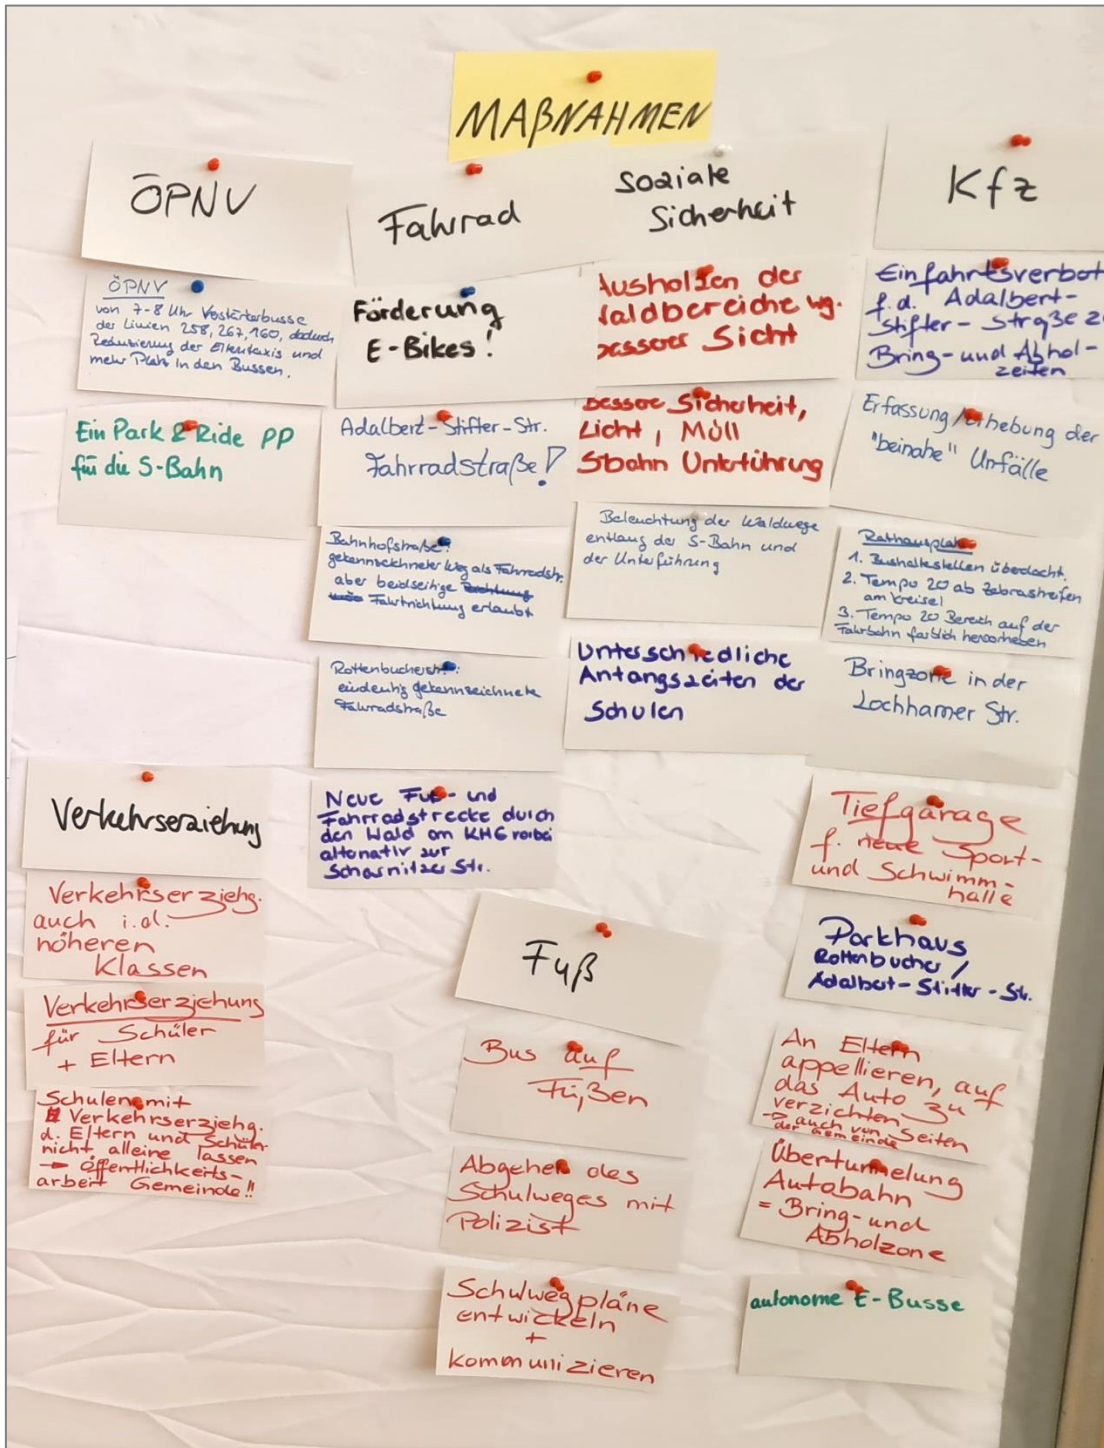 MAßNAHMEN
ÖPNV
ÖPNV
von 7-8 Uhr Verstärkerbusse
der Linien 258, 267, 160, dadurch
Reduzierung der Elterntaxis und
mehr Platz in den Bussen.
Ein Park & Ride PP
für die S-Bahn
Fahrrad
Förderung
E-Bikes!
Adalbert-Stifter-Str.
Fahrradstraße!
Bahnhofstraße:
gekennzeichneter Weg als Fahrradstr.
aber beidseitige
Fahrtrichtung erlaubt
Rottenbucherstr.:
eindeutig gekennzeichnete
Fahrradstraße
Neue Fuß- und
Fahrradstrecke durch
den Wald am KHG vorbei
alternativ zur
Scharnitzer Str.
Soziale
Sicherheit
Ausholzen der
Waldbereiche wg.
besserer Sicht
bessere Sicherheit,
Licht, Müll
Sbahn Unterführung
Beleuchtung der Waldwege
entlang der S-Bahn und
der Unterführung
Unterschiedliche
Anfangszeiten der
Schulen
Kfz
Einfahrtsverbot
f. d. Adalbert-
Stifter-Straße
Bring- und Abhol-
zeiten
Erfassung/Erhebung der
"beinahe" Unfälle
Rathausplatz
1. Bushaltestellen überdacht.
2. Tempo 20 ab Zebrastreifen
am Kreisel
3. Tempo 20 Bereich auf der
Fahrbahn farblich hervorheben
Bringzone in der
Lochhamer Str.
Tiefgarage
f. neue Sport-
und Schwimm-
halle
Parkhaus
Rottenbucher/
Adalbert-Stifter-Str.
An Eltern
appellieren, auf
das Auto zu
verzichten
→ auch von Seiten
der Gemeinde
Übertunnelung
Autobahn
= Bring- und
Abholzone
autonome E-Busse
Verkehrserziehung
Verkehrserziehg.
auch i.d.
höheren
Klassen
Verkehrserziehung
für Schüler
+ Eltern
Schulen mit
Verkehrserziehg.
d. Eltern und Schüler
nicht alleine lassen
→ Öffentlichkeits-
arbeit Gemeinde!!
Fuß
Bus auf
Füßen
Abgehen des
Schulweges mit
Polizist
Schulwegpläne
entwickeln
+
kommunizieren